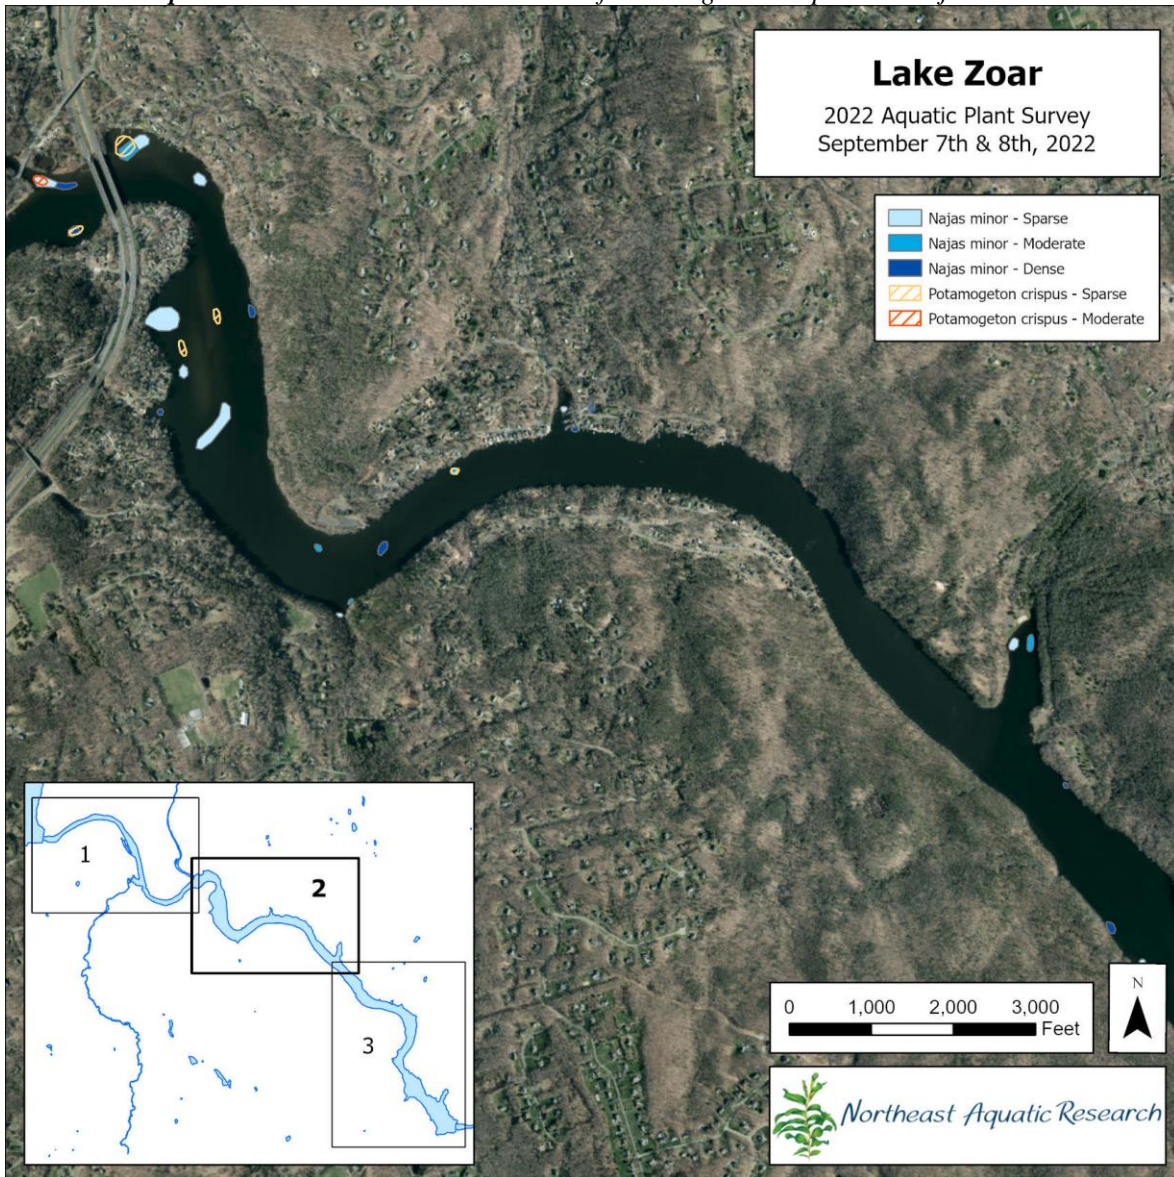 Lake Zoar
2022 Aquatic Plant Survey
September 7th & 8th, 2022
Najas minor - Sparse
Najas minor - Moderate
Najas minor - Dense
Potamogeton crispus - Sparse
Potamogeton crispus - Moderate
1
2
3
0 1,000 2,000 3,000
Feet
N
Northeast Aquatic Research